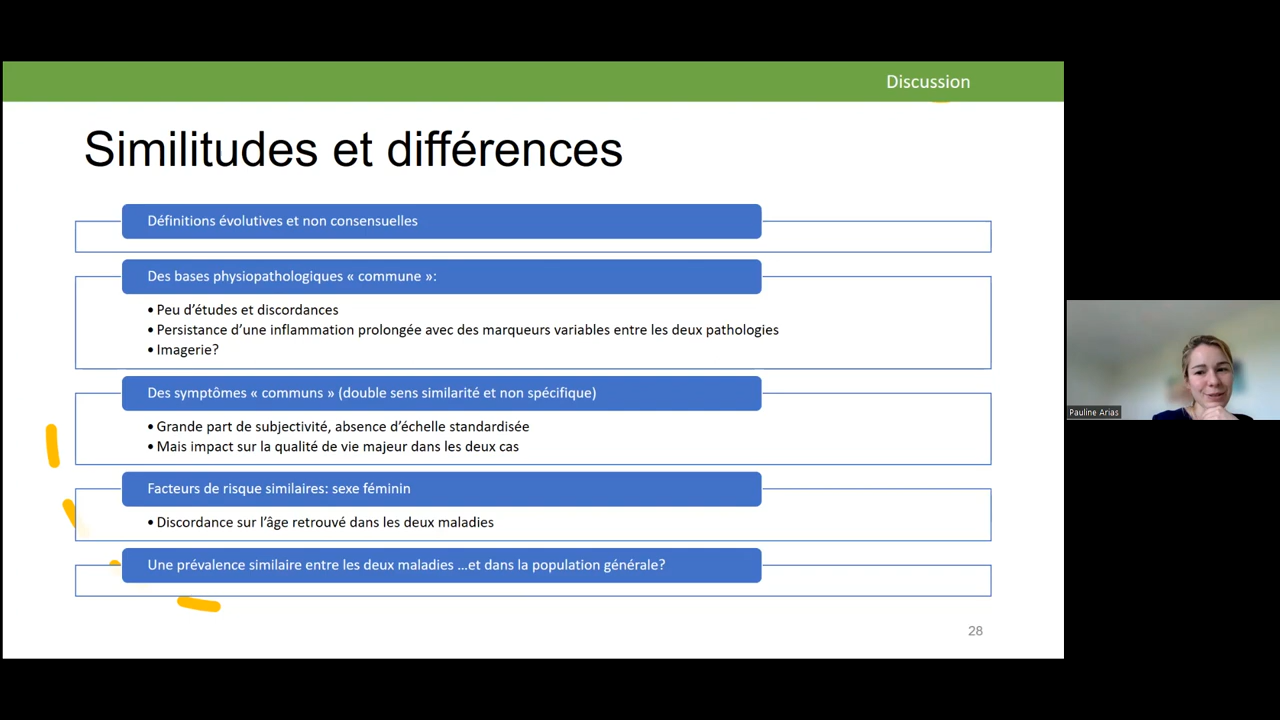 Discussion
Similitudes et différences
Définitions évolutives et non consensuelles
Des bases physiopathologiques « commune »:
• Peu d'études et discordances
• Persistance d'une inflammation prolongée avec des marqueurs variables entre les deux pathologies
• Imagerie?
Des symptômes « communs » (double sens similarité et non spécifique)
• Grande part de subjectivité, absence d'échelle standardisée
• Mais impact sur la qualité de vie majeur dans les deux cas
Facteurs de risque similaires: sexe féminin
• Discordance sur l'âge retrouvé dans les deux maladies
Une prévalence similaire entre les deux maladies ...et dans la population générale?
28
Pauline Arias